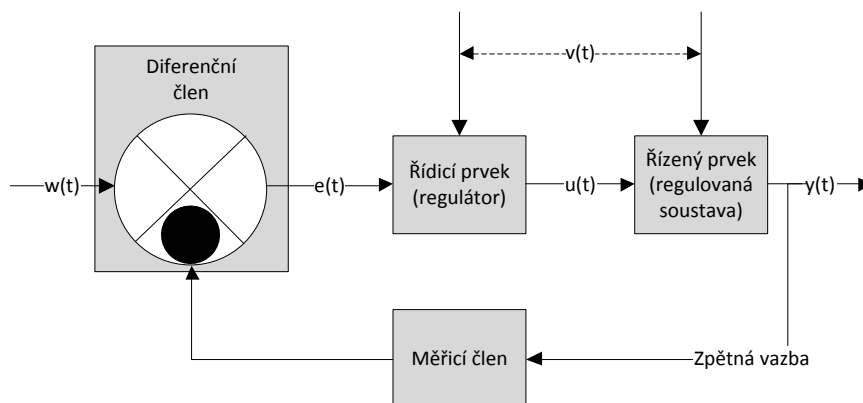 Diferenční
člen
v(t)
w(t)
e(t)
Řídicí prvek
(regulátor)
u(t)
Řízený prvek
(regulovaná
soustava)
y(t)
Měřicí člen
Zpětná vazba